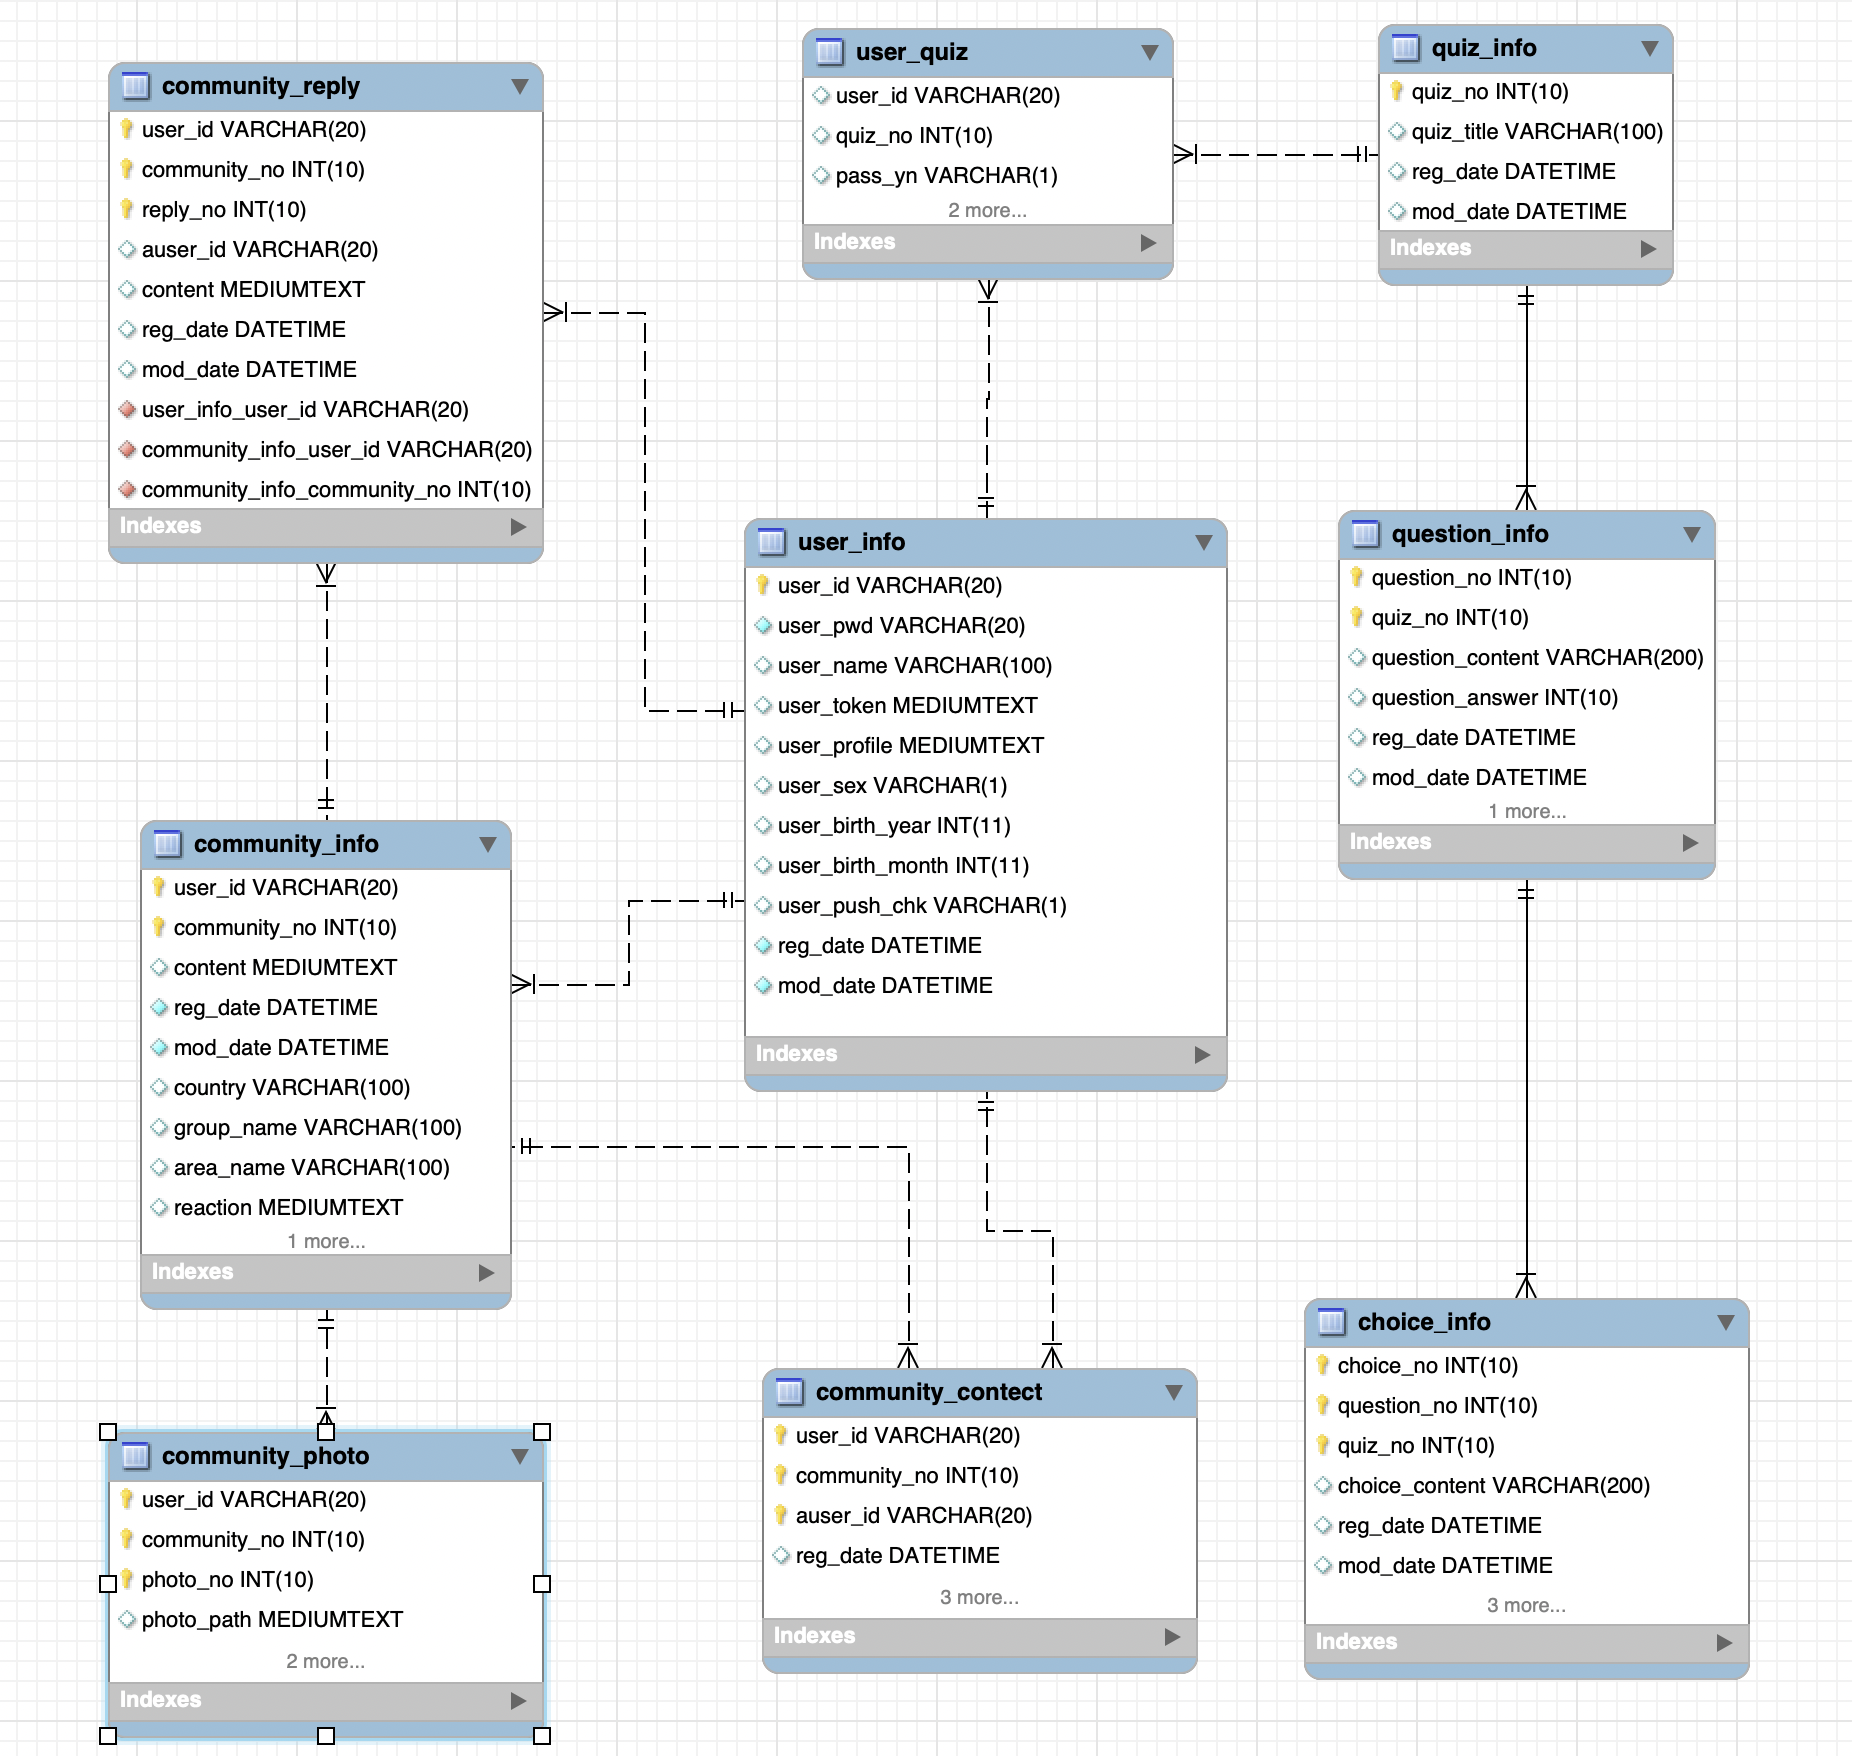 community_reply
user_id VARCHAR(20)
community_no INT(10)
reply_no INT(10)
auser_id VARCHAR(20)
content MEDIUMTEXT
reg_date DATETIME
mod_date DATETIME
user_info_user_id VARCHAR(20)
community_info_user_id VARCHAR(20)
community_info_community_no INT(10)
Indexes
user_quiz
user_id VARCHAR(20)
quiz_no INT(10)
pass_yn VARCHAR(1)
2 more...
Indexes
quiz_info
quiz_no INT(10)
quiz_title VARCHAR(100)
reg_date DATETIME
mod_date DATETIME
Indexes
user_info
user_id VARCHAR(20)
user_pwd VARCHAR(20)
user_name VARCHAR(100)
user_token MEDIUMTEXT
user_profile MEDIUMTEXT
user_sex VARCHAR(1)
user_birth_year INT(11)
user_birth_month INT(11)
user_push_chk VARCHAR(1)
reg_date DATETIME
mod_date DATETIME
Indexes
question_info
question_no INT(10)
quiz_no INT(10)
question_content VARCHAR(200)
question_answer INT(10)
reg_date DATETIME
mod_date DATETIME
1 more...
Indexes
community_info
user_id VARCHAR(20)
community_no INT(10)
content MEDIUMTEXT
reg_date DATETIME
mod_date DATETIME
country VARCHAR(100)
group_name VARCHAR(100)
area_name VARCHAR(100)
reaction MEDIUMTEXT
1 more...
Indexes
community_photo
user_id VARCHAR(20)
community_no INT(10)
photo_no INT(10)
photo_path MEDIUMTEXT
2 more...
Indexes
community_contect
user_id VARCHAR(20)
community_no INT(10)
auser_id VARCHAR(20)
reg_date DATETIME
3 more...
Indexes
choice_info
choice_no INT(10)
question_no INT(10)
quiz_no INT(10)
choice_content VARCHAR(200)
reg_date DATETIME
mod_date DATETIME
3 more...
Indexes